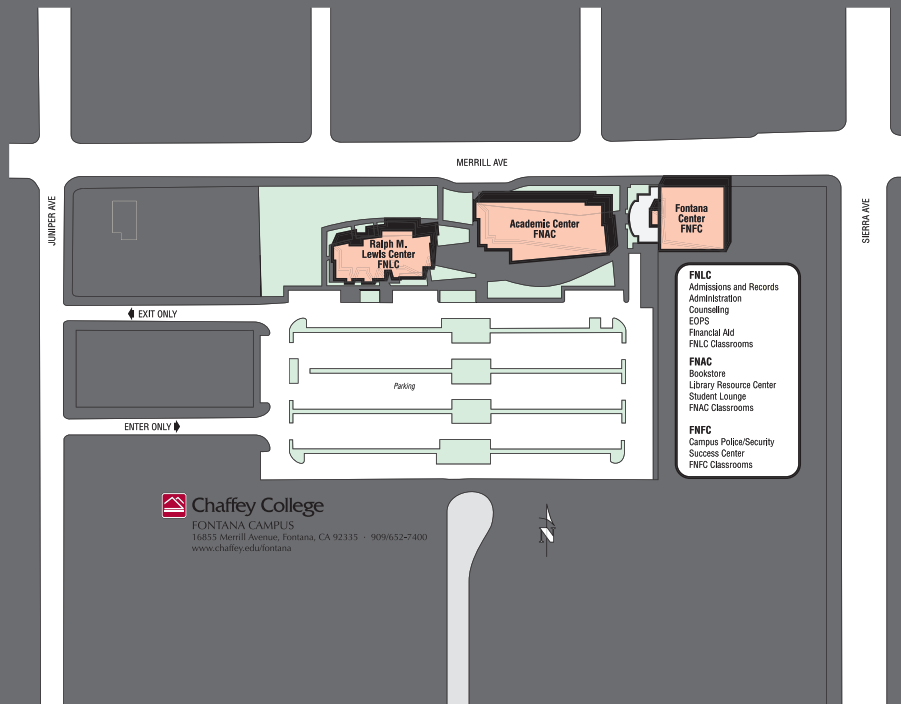 MERRILL AVE
JUNIPER AVE
SIERRA AVE
Ralph M.
Lewis Center
FNLC
Academic Center
FNAC
Fontana
Center
FNFC
EXIT ONLY
Parking
ENTER ONLY
FNLC
Admissions and Records
Administration
Counseling
EOPS
Financial Aid
FNLC Classrooms
FNAC
Bookstore
Library Resource Center
Student Lounge
FNAC Classrooms
FNFC
Campus Police/Security
Success Center
FNFC Classrooms
Chaffey College
FONTANA CAMPUS
16855 Merrill Avenue, Fontana, CA 92335 · 909/652-7400
www.chaffey.edu/fontana
N